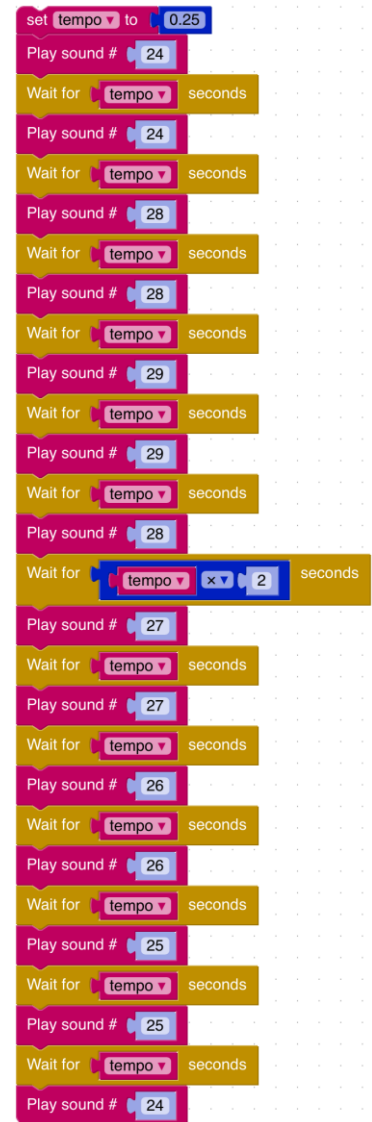 set tempo ▾ to 0.25
Play sound # 24
Wait for tempo ▾ seconds
Play sound # 24
Wait for tempo ▾ seconds
Play sound # 28
Wait for tempo ▾ seconds
Play sound # 28
Wait for tempo ▾ seconds
Play sound # 29
Wait for tempo ▾ seconds
Play sound # 29
Wait for tempo ▾ seconds
Play sound # 28
Wait for tempo ▾ × ▾ 2 seconds
Play sound # 27
Wait for tempo ▾ seconds
Play sound # 27
Wait for tempo ▾ seconds
Play sound # 26
Wait for tempo ▾ seconds
Play sound # 26
Wait for tempo ▾ seconds
Play sound # 25
Wait for tempo ▾ seconds
Play sound # 25
Wait for tempo ▾ seconds
Play sound # 24